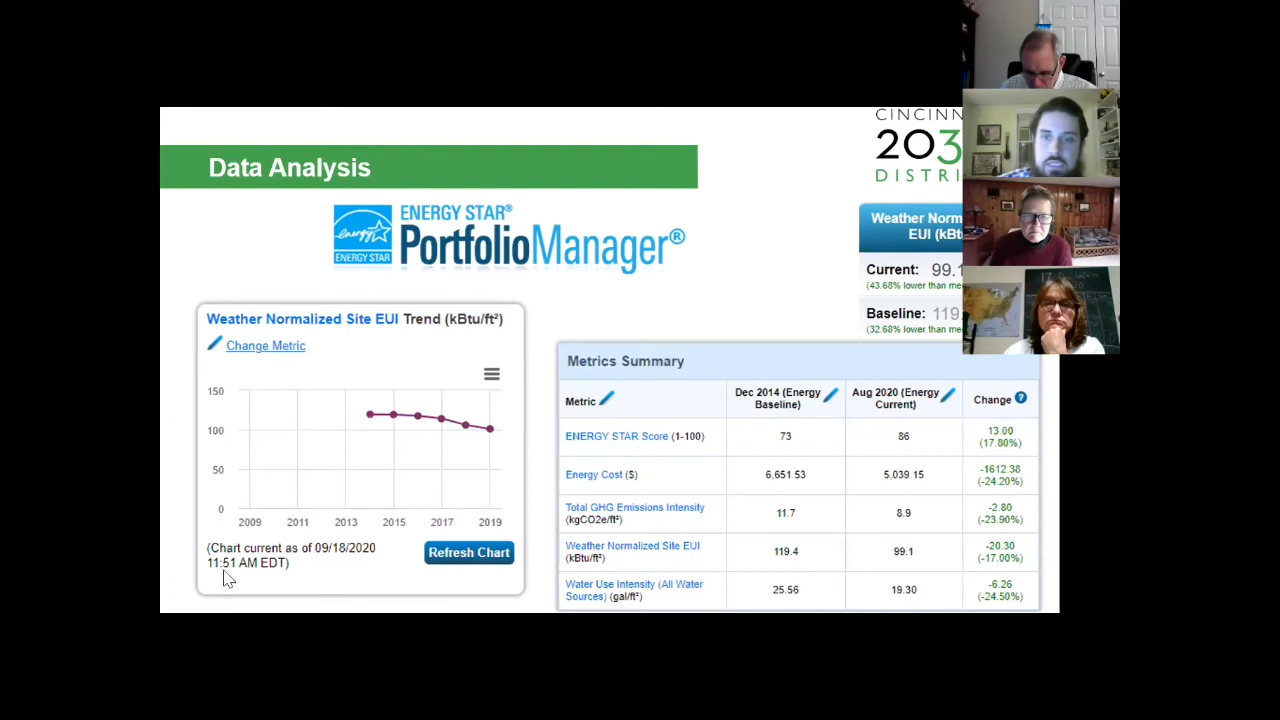 CINCINN
203
DISTRI
Data Analysis
ENERGY STAR®
PortfolioManager®
energy
ENERGY STAR
Weather Norm
EUI (kBt
Current: 99.1
(43.68% lower than me
Baseline: 119.
(32.68% lower than me
Weather Normalized Site EUI Trend (kBtu/ft²)
Change Metric
150
100
50
0
2009 2011 2013 2015 2017 2019
(Chart current as of 09/18/2020
11:51 AM EDT)
Refresh Chart
Metrics Summary
Metric Dec 2014 (Energy Baseline) Aug 2020 (Energy Current) Change ?
ENERGY STAR Score (1-100) 73 86 13.00 (17.80%)
Energy Cost ($) 6,651.53 5,039.15 -1612.38 (-24.20%)
Total GHG Emissions Intensity (kgCO2e/ft²) 11.7 8.9 -2.80 (-23.90%)
Weather Normalized Site EUI (kBtu/ft²) 119.4 99.1 -20.30 (-17.00%)
Water Use Intensity (All Water Sources) (gal/ft²) 25.56 19.30 -6.26 (-24.50%)